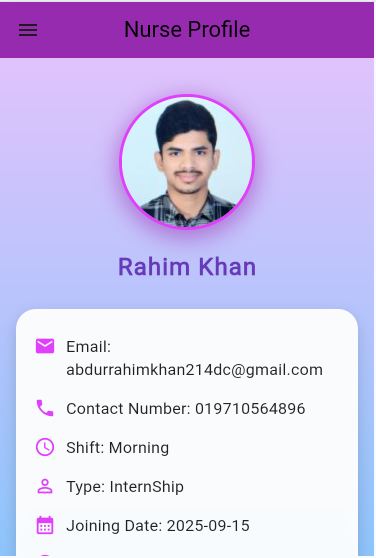 Nurse Profile
Rahim Khan
Email:
abdurrahimkhan214dc@gmail.com
Contact Number: 019710564896
Shift: Morning
Type: InternShip
Joining Date: 2025-09-15